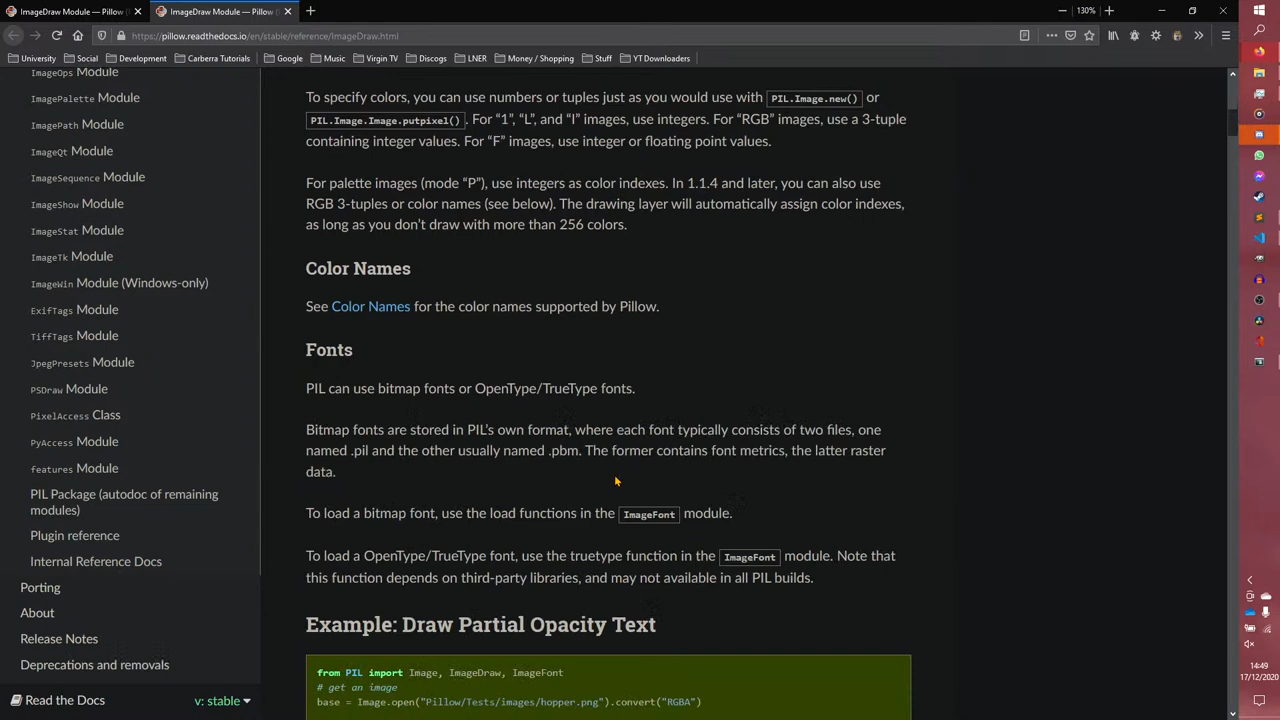 ImageDraw Module — Pillow (
ImageDraw Module — Pillow (
130%
https://pillow.readthedocs.io/en/stable/reference/ImageDraw.html
University
Social
Development
Carberra Tutorials
Google
Music
Virgin TV
Discogs
LNER
Money / Shopping
Stuff
YT Downloaders
ImageOps Module
ImagePalette Module
ImagePath Module
ImageQt Module
ImageSequence Module
ImageShow Module
ImageStat Module
ImageTk Module
ImageWin Module (Windows-only)
ExifTags Module
TiffTags Module
JpegPresets Module
PSDraw Module
PixelAccess Class
PyAccess Module
features Module
PIL Package (autodoc of remaining
modules)
Plugin reference
Internal Reference Docs
Porting
About
Release Notes
Deprecations and removals
Read the Docs
v: stable
To specify colors, you can use numbers or tuples just as you would use with PIL.Image.new() or
PIL.Image.Image.putpixel() . For “1”, “L”, and “I” images, use integers. For “RGB” images, use a 3-tuple
containing integer values. For “F” images, use integer or floating point values.
For palette images (mode “P”), use integers as color indexes. In 1.1.4 and later, you can also use
RGB 3-tuples or color names (see below). The drawing layer will automatically assign color indexes,
as long as you don’t draw with more than 256 colors.
Color Names
See Color Names for the color names supported by Pillow.
Fonts
PIL can use bitmap fonts or OpenType/TrueType fonts.
Bitmap fonts are stored in PIL’s own format, where each font typically consists of two files, one
named .pil and the other usually named .pbm. The former contains font metrics, the latter raster
data.
To load a bitmap font, use the load functions in the ImageFont module.
To load a OpenType/TrueType font, use the truetype function in the ImageFont module. Note that
this function depends on third-party libraries, and may not available in all PIL builds.
Example: Draw Partial Opacity Text
from PIL import Image, ImageDraw, ImageFont
# get an image
base = Image.open("Pillow/Tests/images/hopper.png").convert("RGBA")
14:49
17/12/2020